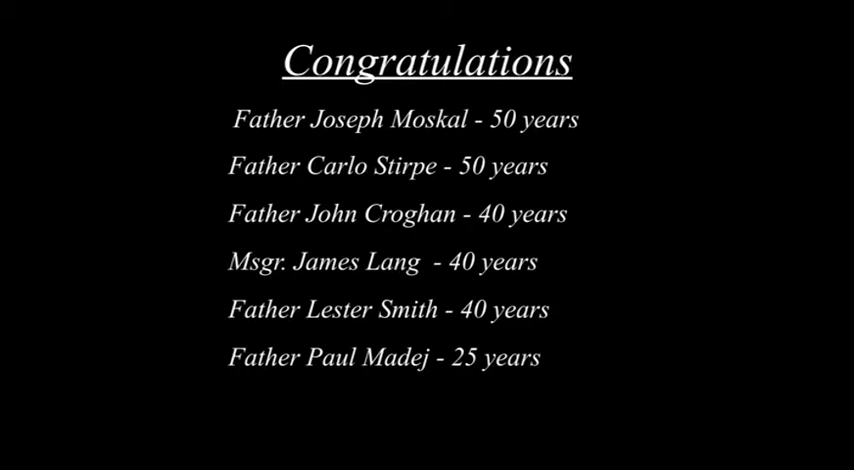 Congratulations
Father Joseph Moskal - 50 years
Father Carlo Stirpe - 50 years
Father John Croghan - 40 years
Msgr. James Lang - 40 years
Father Lester Smith - 40 years
Father Paul Madej - 25 years